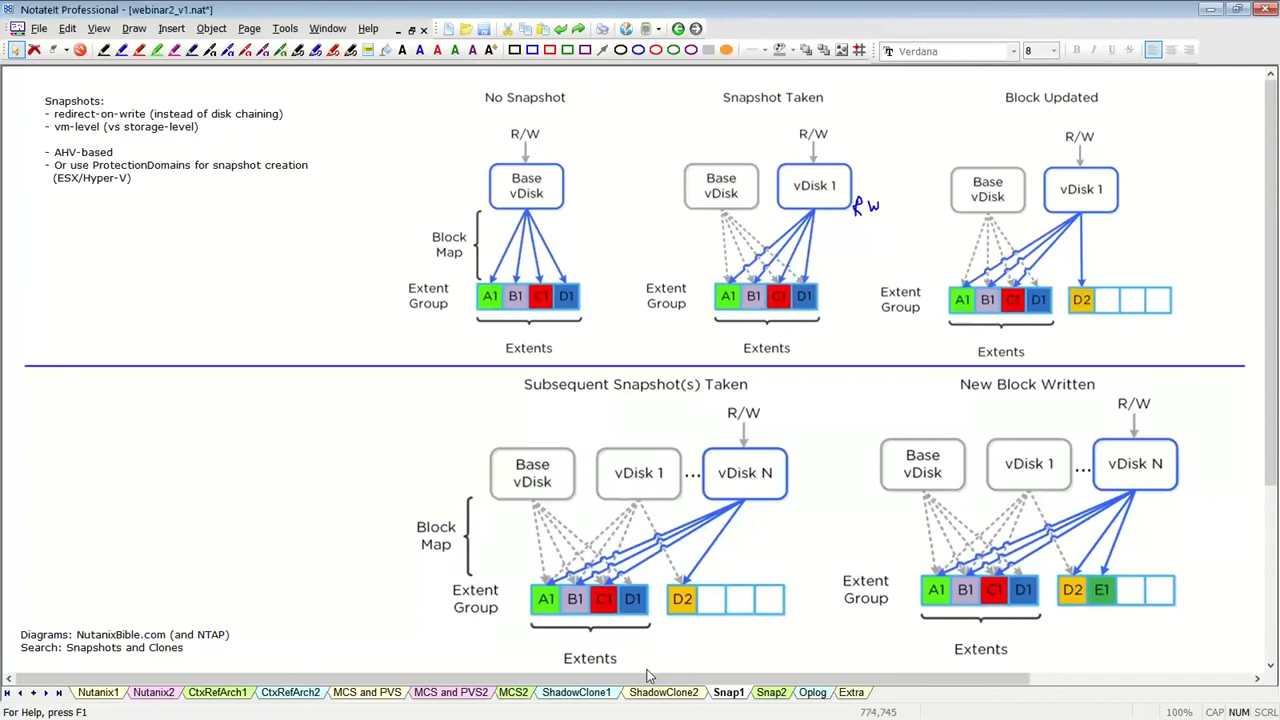 NotateIt Professional - [webinar2_v1.nat*]
File Edit View Draw Insert Object Page Tools Window Help
Verdana 8 B I U S
Snapshots:
- redirect-on-write (instead of disk chaining)
- vm-level (vs storage-level)
- AHV-based
- Or use ProtectionDomains for snapshot creation
(ESX/Hyper-V)
No Snapshot
R/W
Base
vDisk
Block
Map
Extent
Group
A1 B1 C1 D1
Extents
Snapshot Taken
R/W
Base
vDisk
vDisk 1
RW
Extent
Group
A1 B1 C1 D1
Extents
Block Updated
R/W
Base
vDisk
vDisk 1
Extent
Group
A1 B1 C1 D1 D2
Extents
Subsequent Snapshot(s) Taken
R/W
Base
vDisk
vDisk 1 ... vDisk N
Block
Map
Extent
Group
A1 B1 C1 D1 D2
Extents
New Block Written
R/W
Base
vDisk
vDisk 1 ... vDisk N
Extent
Group
A1 B1 C1 D1 D2 E1
Extents
Diagrams: NutanixBible.com (and NTAP)
Search: Snapshots and Clones
Nutanix1 Nutanix2 CtxRefArch1 CtxRefArch2 MCS and PVS MCS and PVS2 MCS2 ShadowClone1 ShadowClone2 Snap1 Snap2 Oplog Extra
For Help, press F1 774,745 100% CAP NUM SCRL